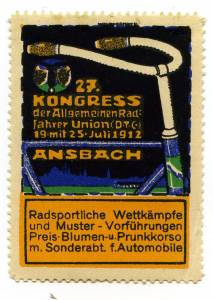 27.
KONGRESS
der Allgemeinen Rad-
fahrer Union (D.T.C.)
19. mit 25. Juli 1912
ANSBACH
Radsportliche Wettkämpfe
und Muster-Vorführungen
Preis-Blumen-u. Prunkkorso
m. Sonderabt. f. Automobile